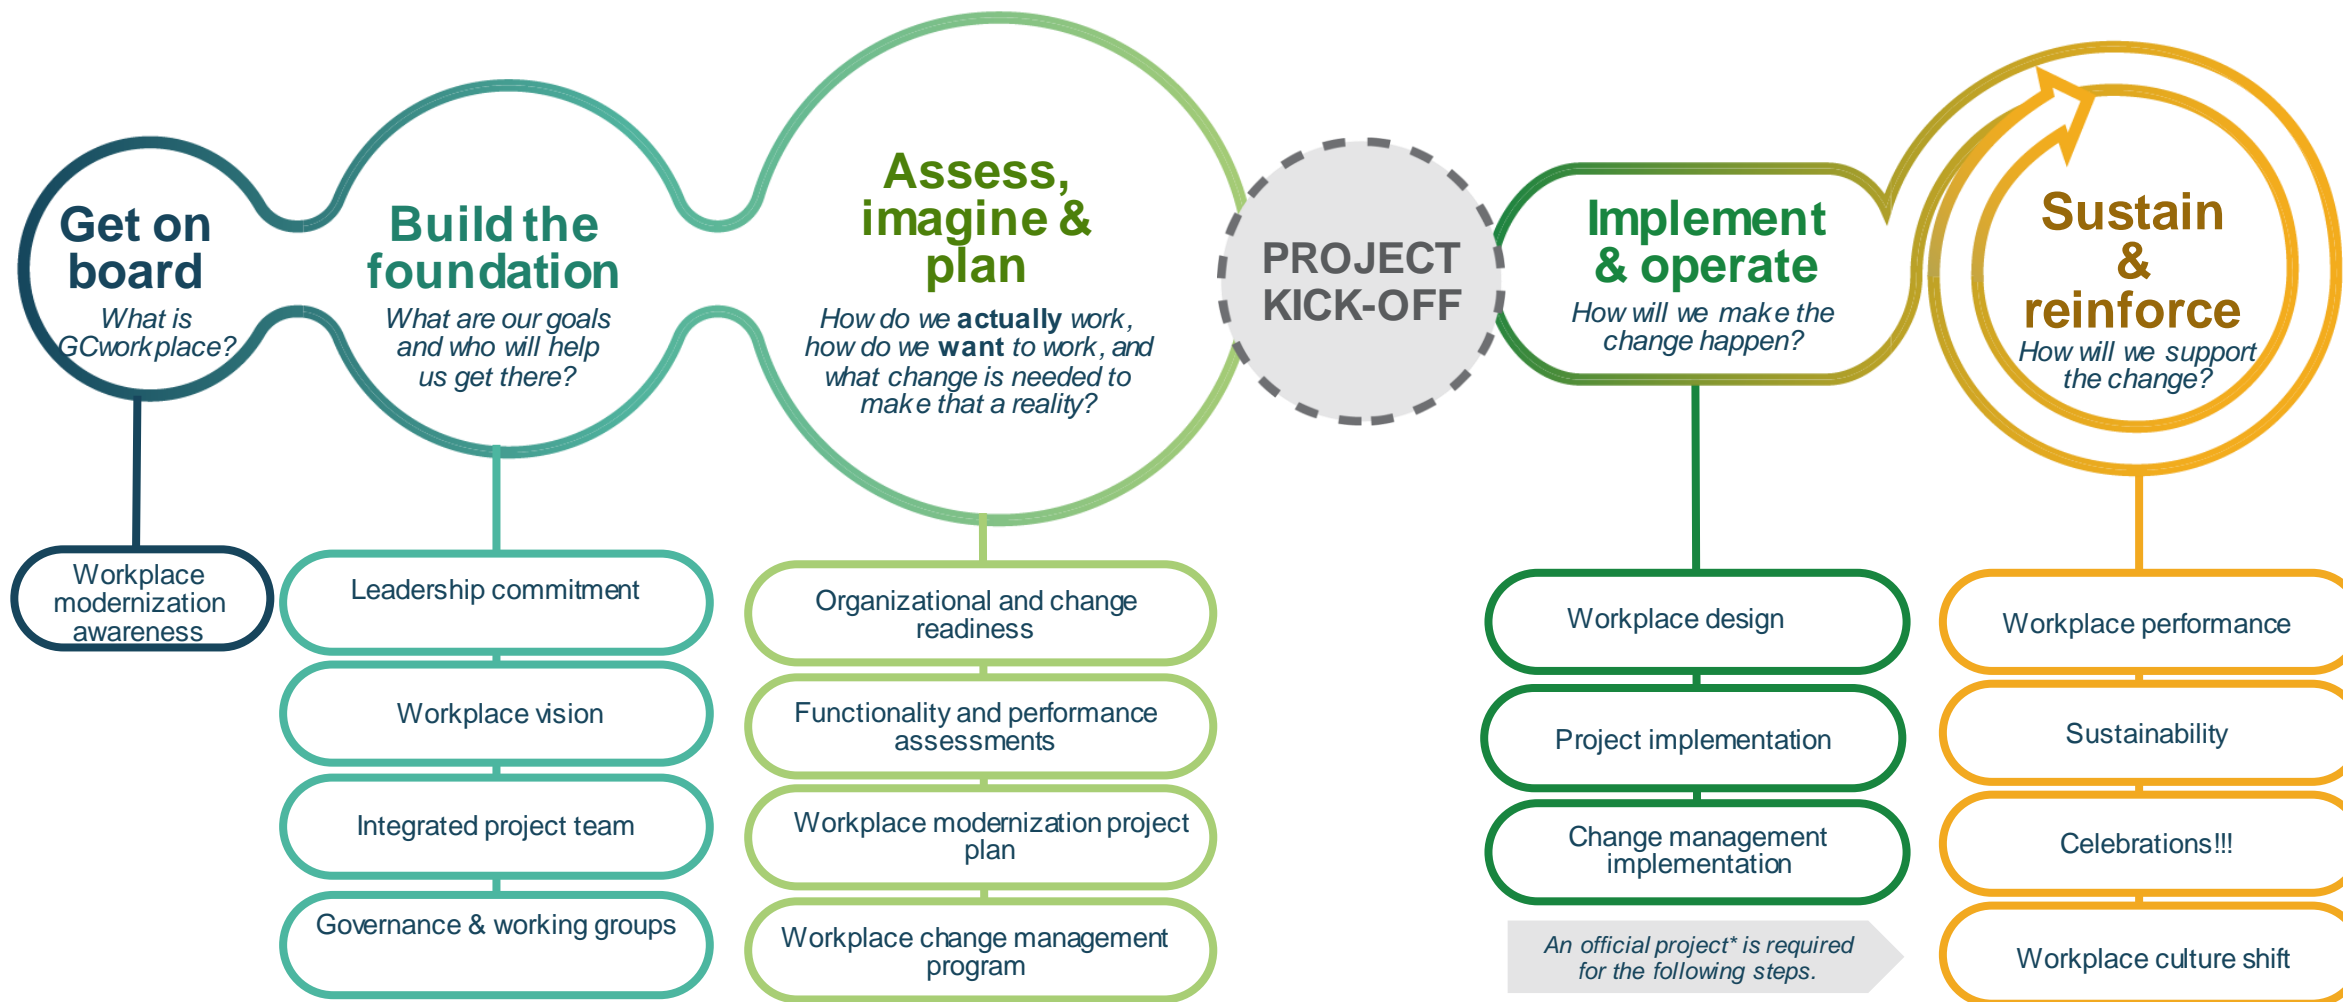 Get on
board
What is
GCworkplace?
Workplace
modernization
awareness
Build the
foundation
What are our goals
and who will help
us get there?
Leadership commitment
Workplace vision
Integrated project team
Governance & working groups
Assess,
imagine &
plan
How do we actually work,
how do we want to work, and
what change is needed to
make that a reality?
Organizational and change
readiness
Functionality and performance
assessments
Workplace modernization project
plan
Workplace change management
program
PROJECT
KICK-OFF
Implement
& operate
How will we make the
change happen?
Workplace design
Project implementation
Change management
implementation
An official project* is required
for the following steps.
Sustain
&
reinforce
How will we support
the change?
Workplace performance
Sustainability
Celebrations!!!
Workplace culture shift